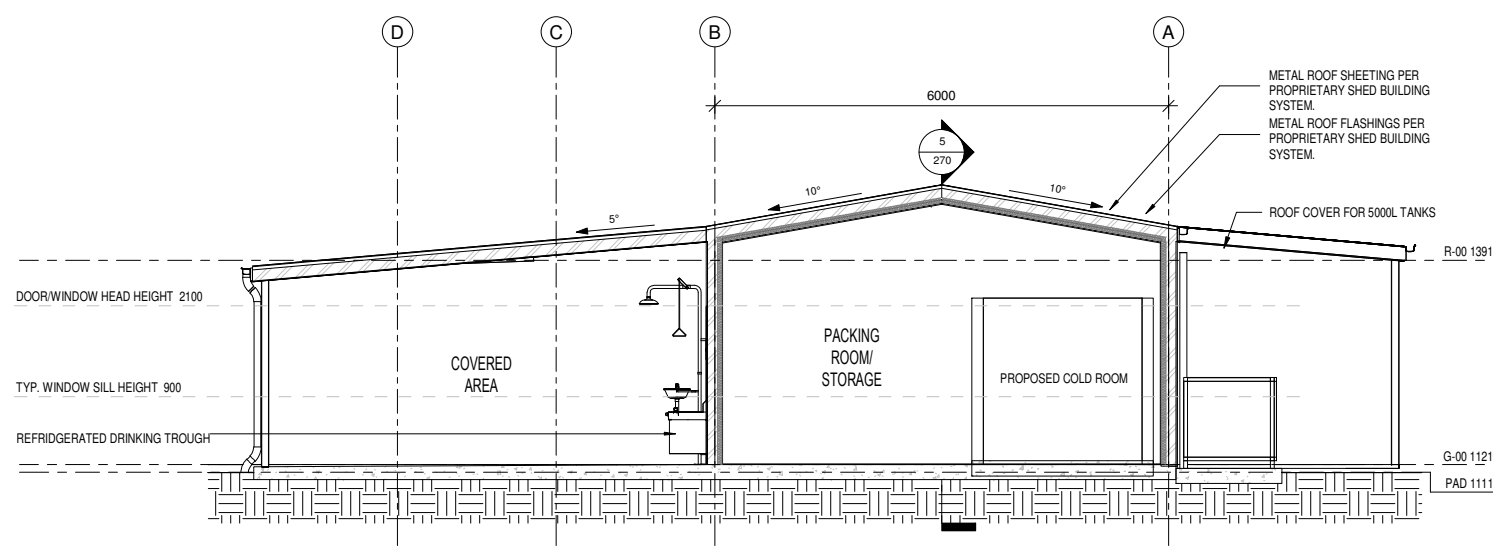 D
C
B
A
6000
METAL ROOF SHEETING PER
PROPRIETARY SHED BUILDING
SYSTEM.
METAL ROOF FLASHINGS PER
PROPRIETARY SHED BUILDING
SYSTEM.
5
270
10°
10°
5°
ROOF COVER FOR 5000L TANKS
R-00 1391
DOOR/WINDOW HEAD HEIGHT 2100
PACKING
ROOM/
STORAGE
COVERED
AREA
PROPOSED COLD ROOM
TYP. WINDOW SILL HEIGHT 900
REFRIDGERATED DRINKING TROUGH
G-00 1121
PAD 1111